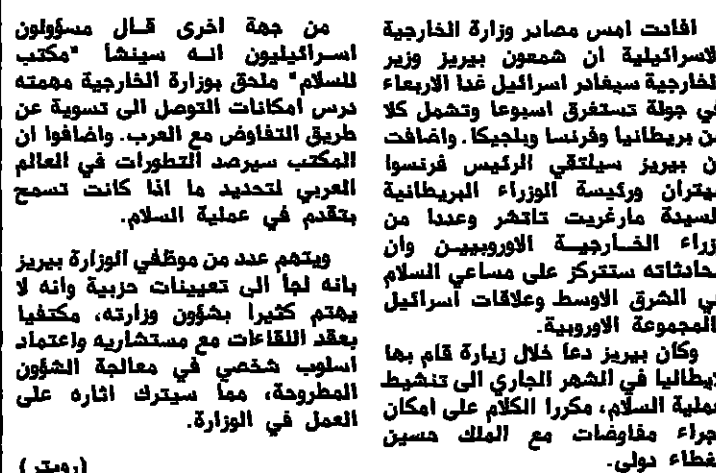 افادت امس مصادر وزارة الخارجية
الاسرائيلية ان شمعون بيريز وزير
لخارجية سيغادر اسرائيل غدا الاربعاء
في جولة تستغرق اسبوعا وتشمل كلا
من بريطانيا وفرنسا وبلجيكا. واضافت
ن بيريز سيلتقي الرئيس فرنسوا
ميتران ورئيسة الوزراء البريطانية
لسيدة مارغريت تاتشر وعددا من
زراء الخارجية الاوروبيين وان
محادثاته ستتركز على مساعي السلام
ي الشرق الاوسط وعلاقات اسرائيل
المجموعة الاوروبية.
وكان بيريز دعا خلال زيارة قام بها
لايطاليا في الشهر الجاري الى تنشيط
عملية السلام، مكررا الكلام على امكان
جراء مفاوضات مع الملك حسين
غطاء دولي.
من جهة اخرى قال مسؤولون
اسرائيليون انه سينشأ "مكتب
للسلام" ملحق بوزارة الخارجية مهمته
درس امكانات التوصل الى تسوية عن
طريق التفاوض مع العرب. واضافوا ان
المكتب سيرصد التطورات في العالم
العربي لتحديد ما اذا كانت تسمح
بتقدم في عملية السلام.
ويتهم عدد من موظفي الوزارة بيريز
بانه لجأ الى تعيينات حزبية وانه لا
يهتم كثيرا بشؤون وزارته، مكتفيا
بعقد اللقاءات مع مستشاريه واعتماد
اسلوب شخصي في معالجة الشؤون
المطروحة، مما سيترك اثاره على
العمل في الوزارة.
(رويتر)